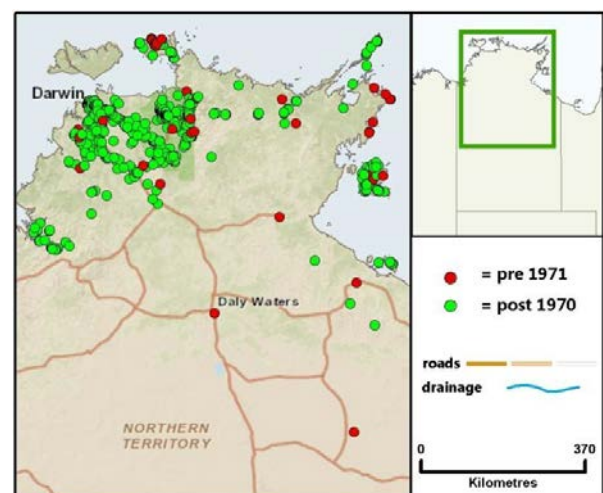 Darwin
Daly Waters
NORTHERN
TERRITORY
= pre 1971
= post 1970
roads
drainage
0 370
Kilometres